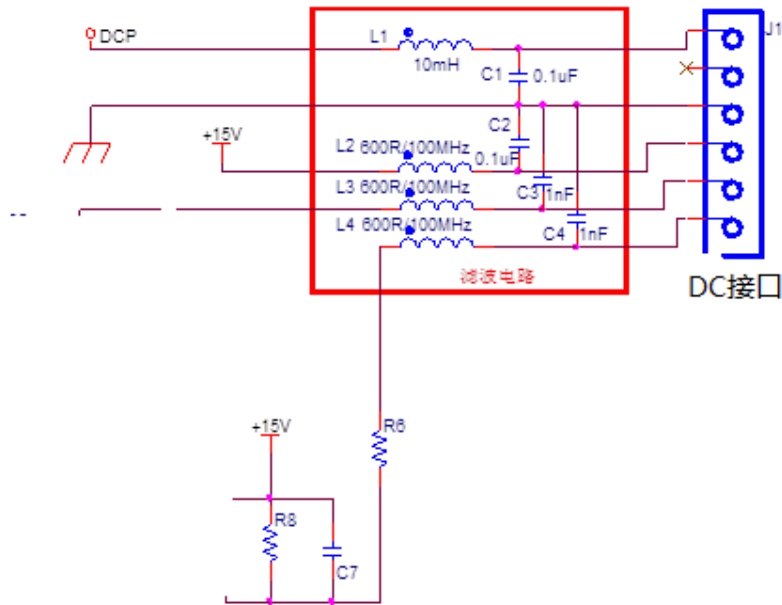 DCP
L1
10mH
C1
0.1uF
J1
+15V
C2
L2 600R/100MHz
0.1uF
L3 600R/100MHz
C3
1nF
L4 600R/100MHz
C4
1nF
滤波电路
DC接口
--
R6
+15V
R8
C7